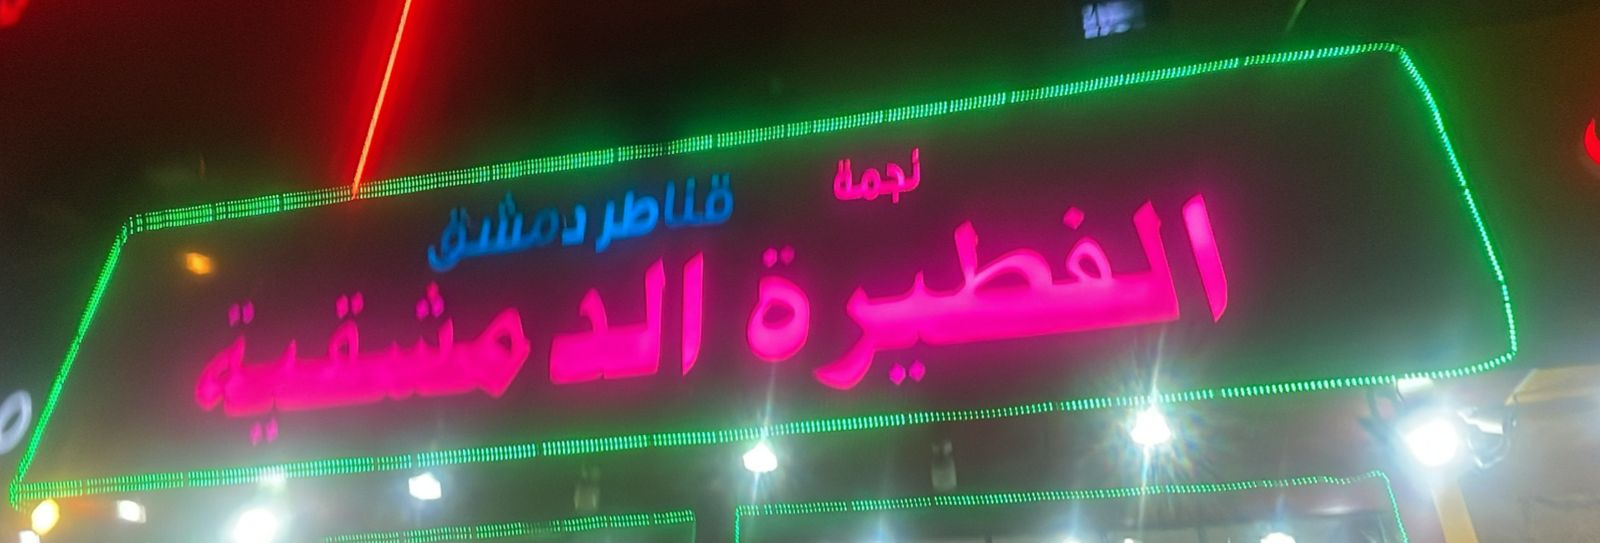 نجمة
قناطر دمشق
الفطيرة الدمشقية